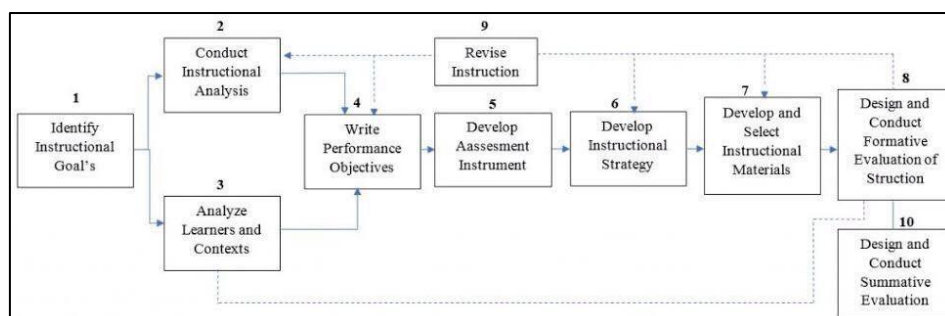 1
Identify
Instructional
Goal's
2
Conduct
Instructional
Analysis
3
Analyze
Learners and
Contexts
4
Write
Performance
Objectives
5
Develop
Aassesment
Instrument
6
Develop
Instructional
Strategy
7
Develop and
Select
Instructional
Materials
8
Design and
Conduct
Formative
Evaluation of
Struction
9
Revise
Instruction
10
Design and
Conduct
Summative
Evaluation